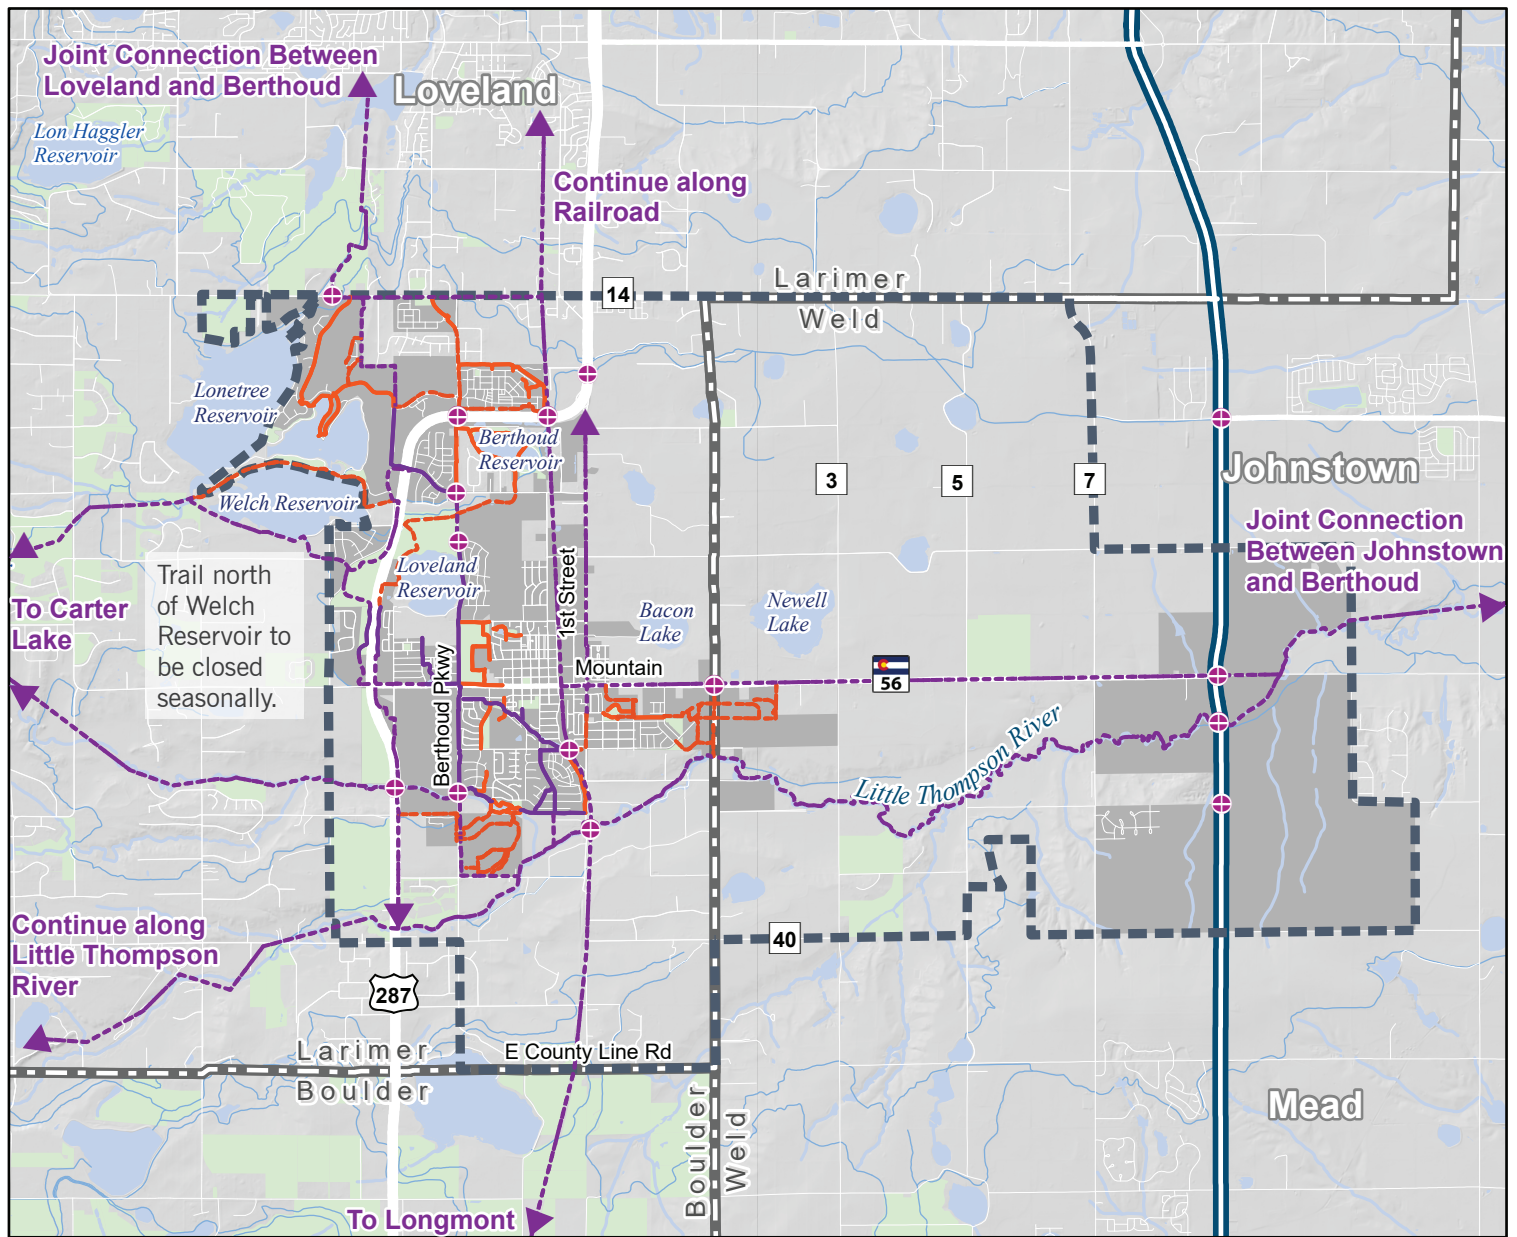 Joint Connection Between
Loveland and Berthoud
Loveland
Lon Haggler
Reservoir
Continue along
Railroad
Larimer
14
Weld
Lonetree
Reservoir
Berthoud
Reservoir
3
5
7
Johnstown
Welch Reservoir
Joint Connection
Between Johnstown
and Berthoud
Trail north
of Welch
Reservoir to
be closed
seasonally.
Loveland
Reservoir
1st Street
To Carter
Lake
Bacon
Lake
Newell
Lake
Mountain
56
Berthoud Pkwy
Little Thompson River
Continue along
Little Thompson
River
40
287
Larimer
E County Line Rd
Boulder
Boulder
Weld
Mead
To Longmont